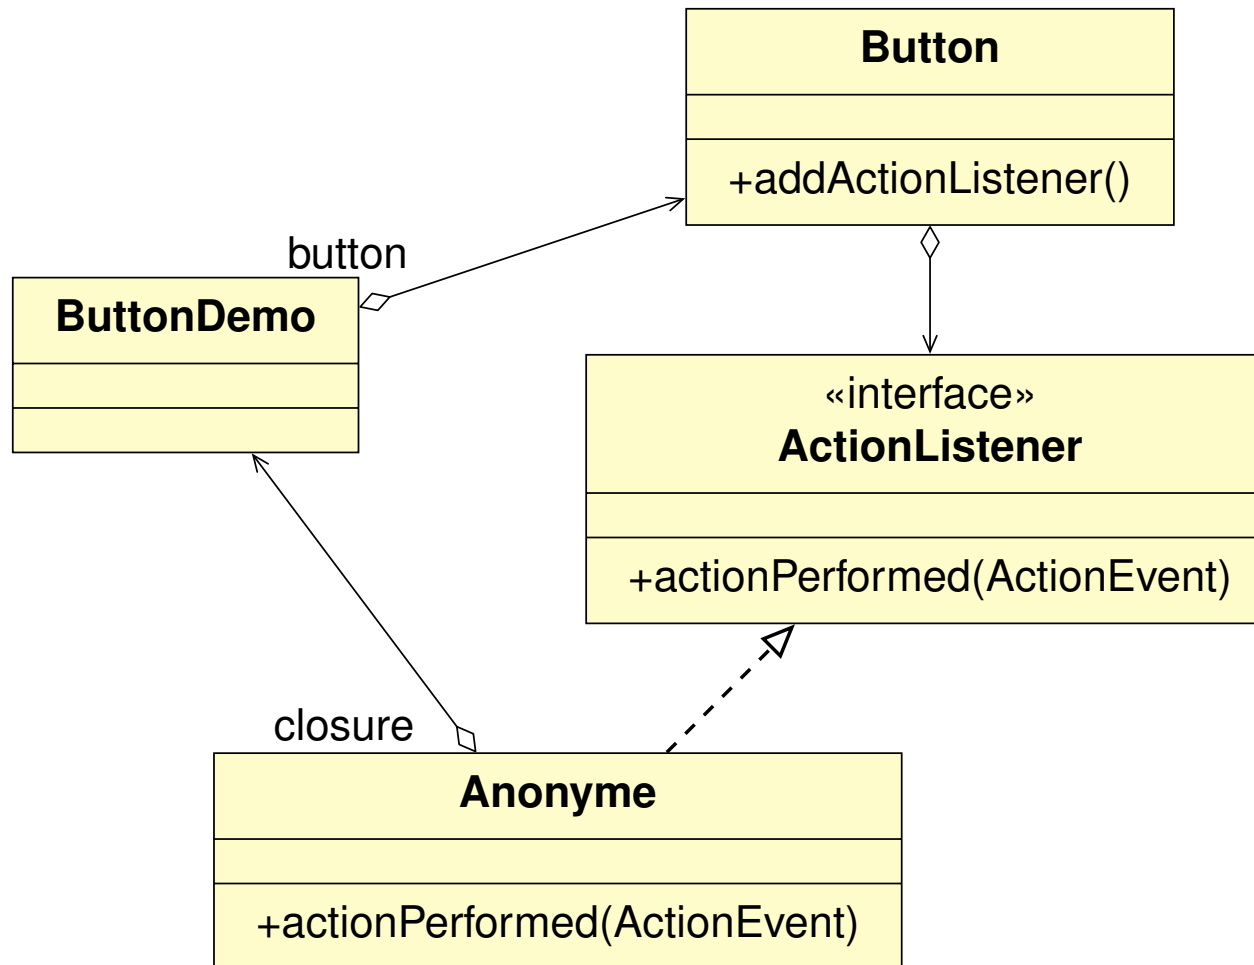 Button
+addActionListener()
button
ButtonDemo
«interface»
ActionListener
+actionPerformed(ActionEvent)
closure
Anonyme
+actionPerformed(ActionEvent)